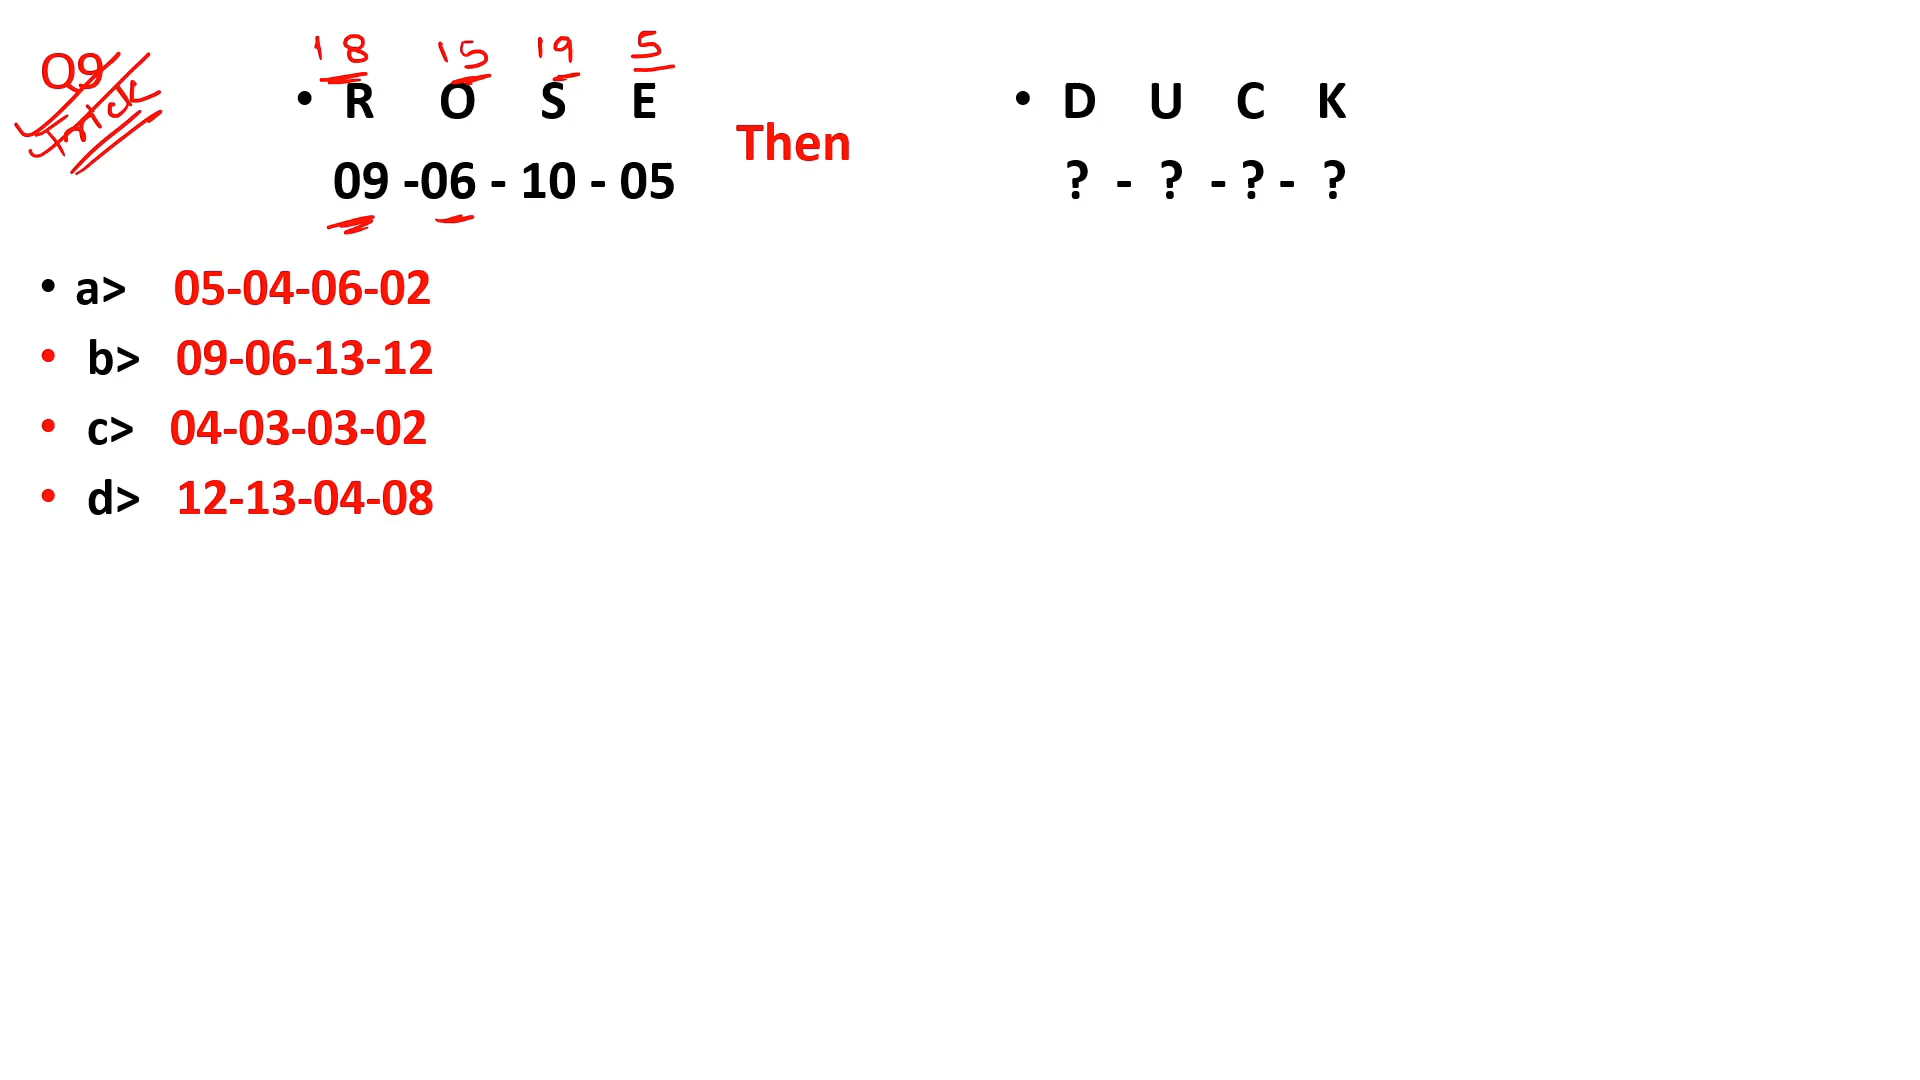 18 15 19 5
Q9
Trick
• R O S E
Then
• D U C K
09 -06 - 10 - 05
? - ? - ? - ?
• a> 05-04-06-02
• b> 09-06-13-12
• c> 04-03-03-02
• d> 12-13-04-08